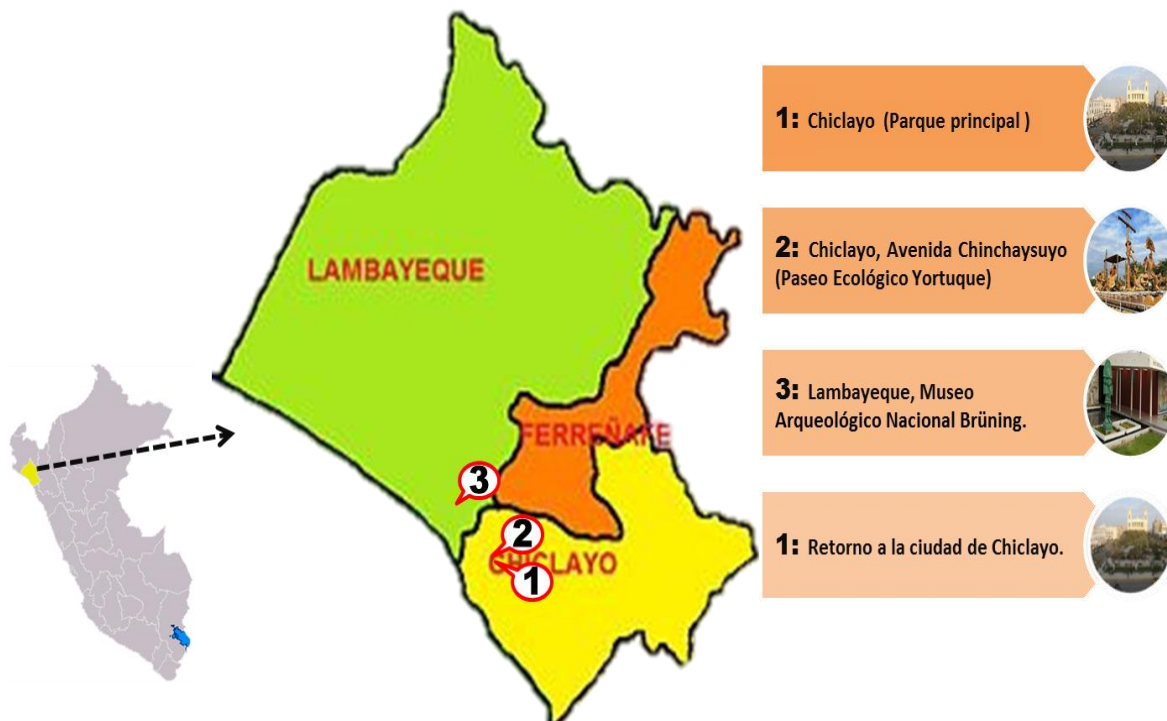 LAMBAYEQUE
FERREÑAFE
3
2
CHICLAYO
1
1: Chiclayo (Parque principal )
2: Chiclayo, Avenida Chinchaysuyo
(Paseo Ecológico Yortuque)
3: Lambayeque, Museo
Arqueológico Nacional Brüning.
1: Retorno a la ciudad de Chiclayo.